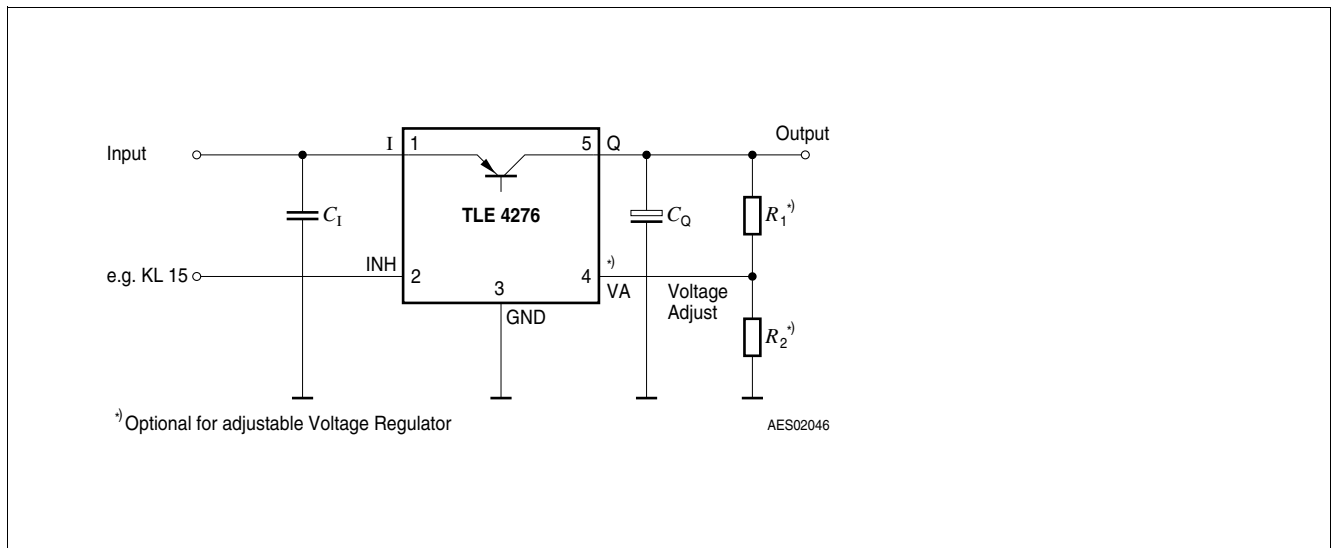 Input
I
1
5
Q
Output
C_I
TLE 4276
C_Q
R_1 *)
e.g. KL 15
INH
2
3
GND
*)
4
VA
Voltage
Adjust
R_2 *)
*) Optional for adjustable Voltage Regulator
AES02046